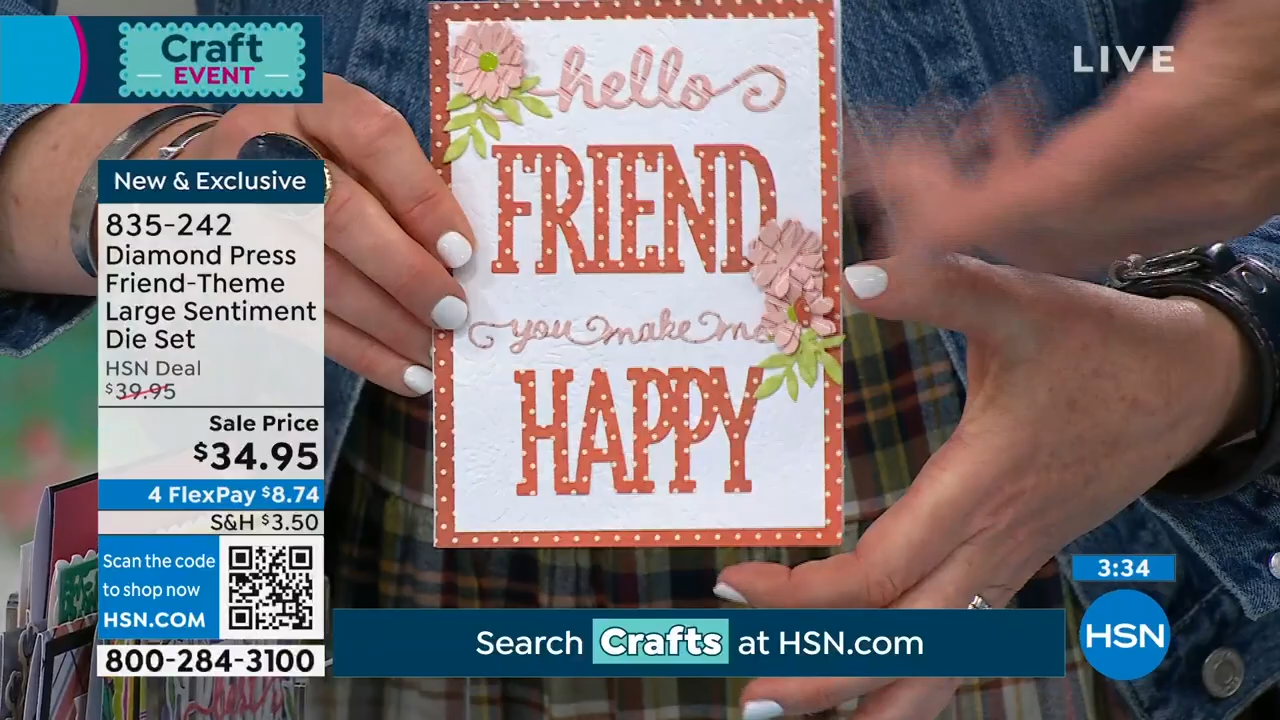 Craft
EVENT
LIVE
New & Exclusive
835-242
Diamond Press
Friend-Theme
Large Sentiment
Die Set
HSN Deal
$39.95
Sale Price
$34.95
4 FlexPay $8.74
S&H $3.50
Scan the code
to shop now
HSN.COM
800-284-3100
hello
FRIEND
you make me
HAPPY
3:34
HSN
Search Crafts at HSN.com